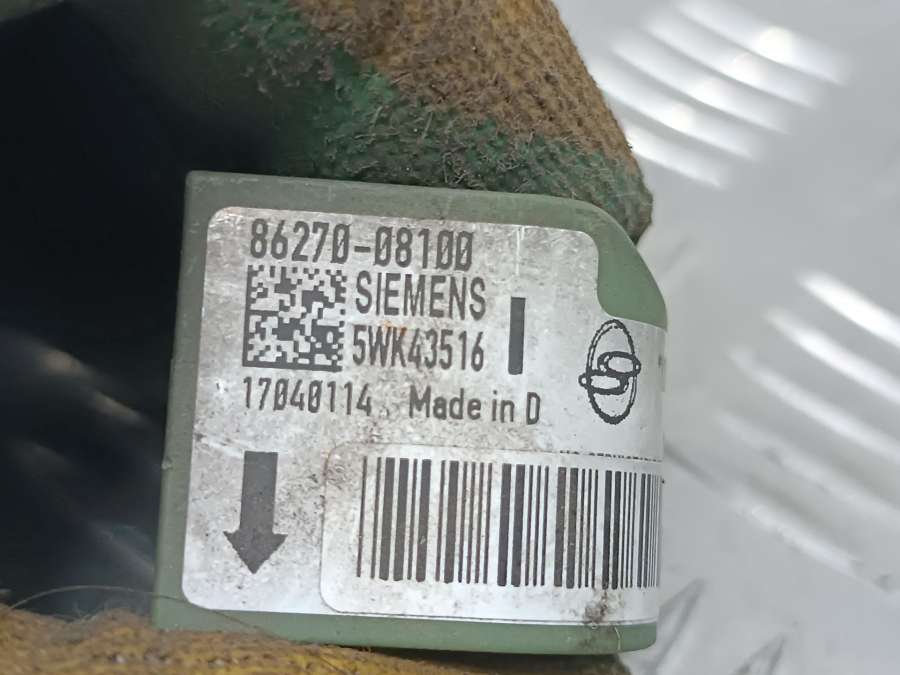 86270-08100
SIEMENS
5WK43516
17040114 Made in D